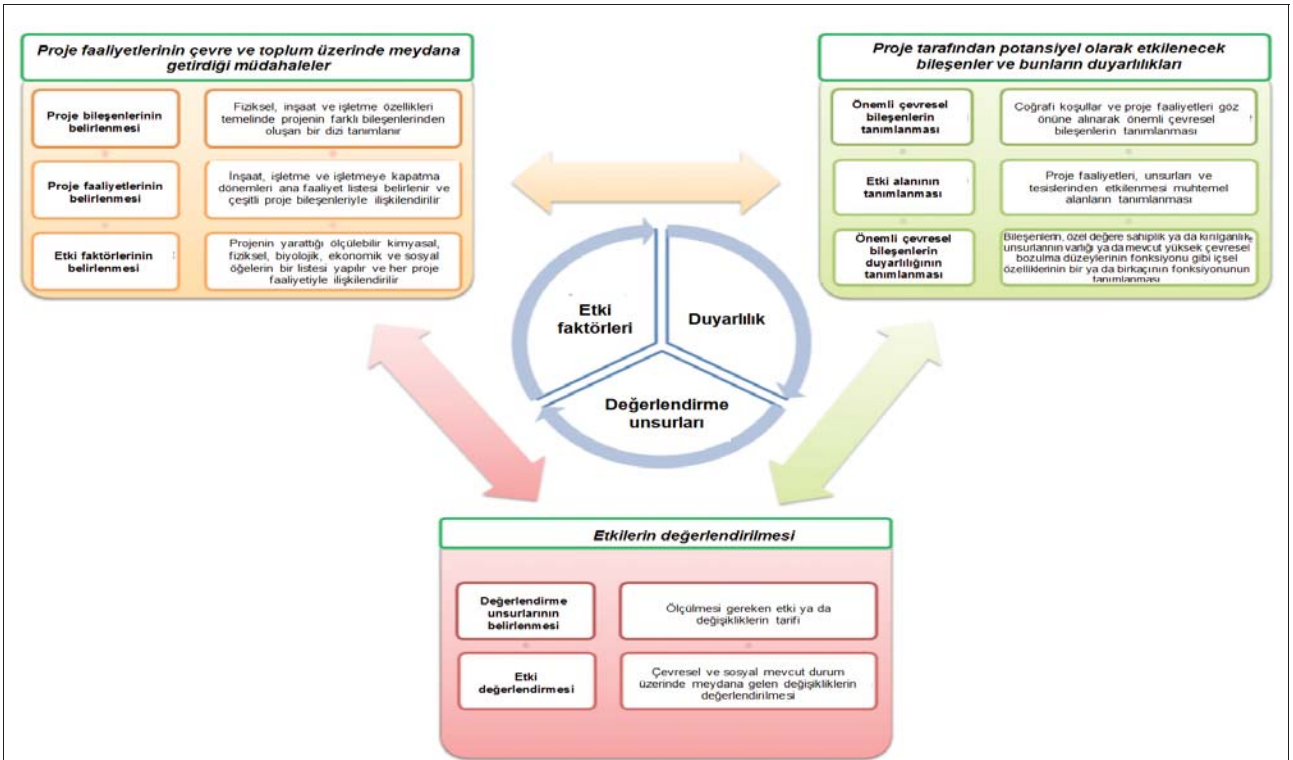 Proje faaliyetlerinin çevre ve toplum üzerinde meydana
getirdiği müdahaleler
Proje bileşenlerinin
belirlenmesi
Fiziksel, inşaat ve işletme özellikleri
temelinde projenin farklı bileşenlerinden
oluşan bir dizi tanımlanır
Proje faaliyetlerinin
belirlenmesi
İnşaat, işletme ve işletmeye kapatma
dönemleri ana faaliyet listesi belirlenir ve
çeşitli proje bileşenleriyle ilişkilendirilir
Etki faktörlerinin
belirlenmesi
Projenin yarattığı ölçülebilir kimyasal,
fiziksel, biyolojik, ekonomik ve sosyal
öğelerin bir listesi yapılır ve her proje
faaliyetiyle ilişkilendirilir
Proje tarafından potansiyel olarak etkilenecek
bileşenler ve bunların duyarlılıkları
Önemli çevresel
bileşenlerin
tanımlanması
Coğrafi koşullar ve proje faaliyetleri göz
önüne alınarak önemli çevresel
bileşenlerin tanımlanması
Etki alanının
tanımlanması
Proje faaliyetleri, unsurları ve
tesislerinden etkilenmesi muhtemel
alanların tanımlanması
Önemli çevresel
bileşenlerin
duyarlılığının
tanımlanması
Bileşenlerin, özel değere sahiplik ya da kırılganlık
unsurlarının varlığı ya da mevcut yüksek çevresel
bozulma düzeylerinin fonksiyonu gibi içsel
özelliklerinin bir ya da birkaçının fonksiyonunun
tanımlanması
Etki
faktörleri
Duyarlılık
Değerlendirme
unsurları
Etkilerin değerlendirilmesi
Değerlendirme
unsurlarının
belirlenmesi
Ölçülmesi gereken etki ya da
değişikliklerin tarifi
Etki
değerlendirmesi
Çevresel ve sosyal mevcut durum
üzerinde meydana gelen değişikliklerin
değerlendirilmesi